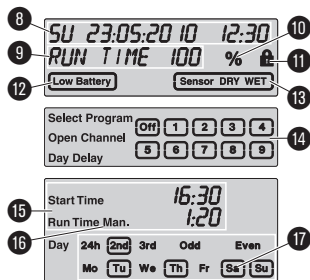 8 SU 23:05:2010 12:30
9 RUN TIME 100 % 10
11
12 Low Battery Sensor DRY WET 13
Select Program Off 1 2 3 4
Open Channel 14
Day Delay 5 6 7 8 9
15 Start Time 16:30
16 Run Time Man. 1:20
Day 24h 2nd 3rd Odd Even 17
Mo Tu We Th Fr Sa Su